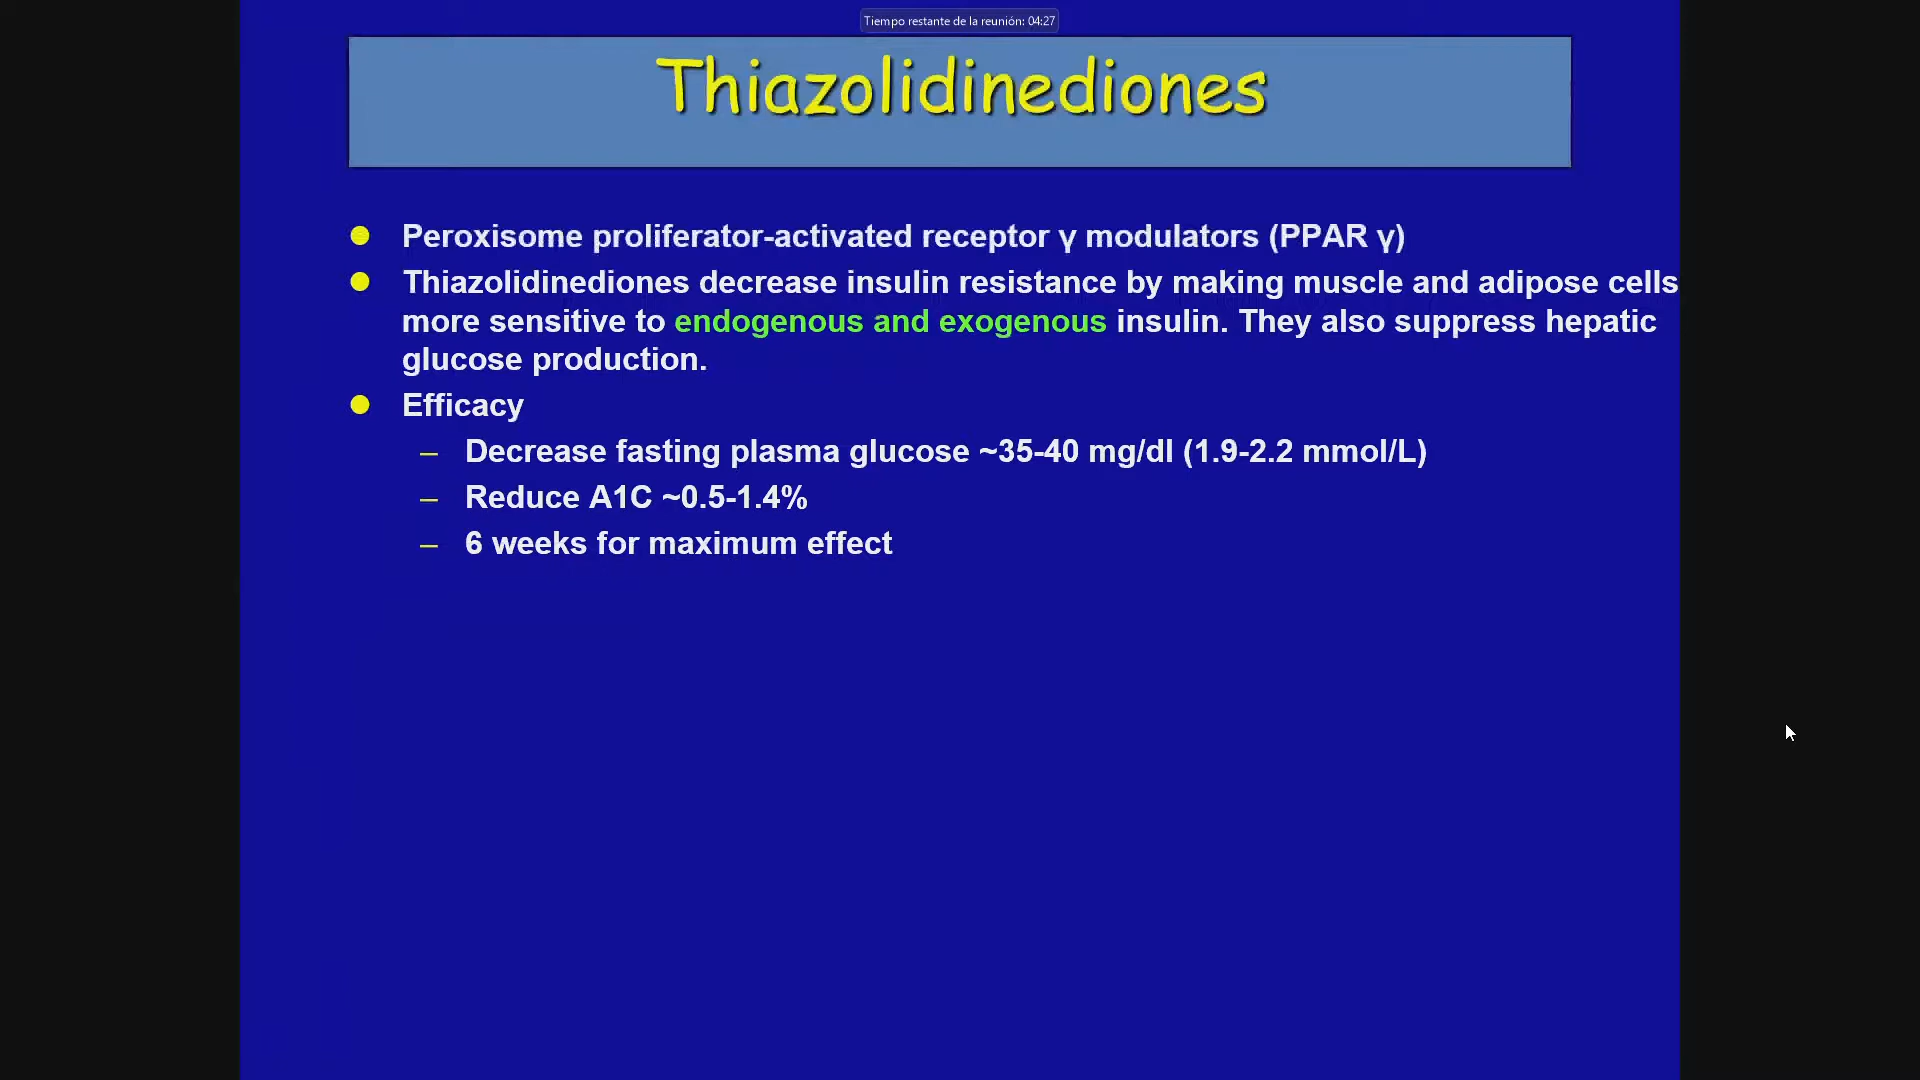 Tiempo restante de la reunión: 04:27
Thiazolidinediones
Peroxisome proliferator-activated receptor γ modulators (PPAR γ)
Thiazolidinediones decrease insulin resistance by making muscle and adipose cells
more sensitive to endogenous and exogenous insulin. They also suppress hepatic
glucose production.
Efficacy
– Decrease fasting plasma glucose ~35-40 mg/dl (1.9-2.2 mmol/L)
– Reduce A1C ~0.5-1.4%
– 6 weeks for maximum effect